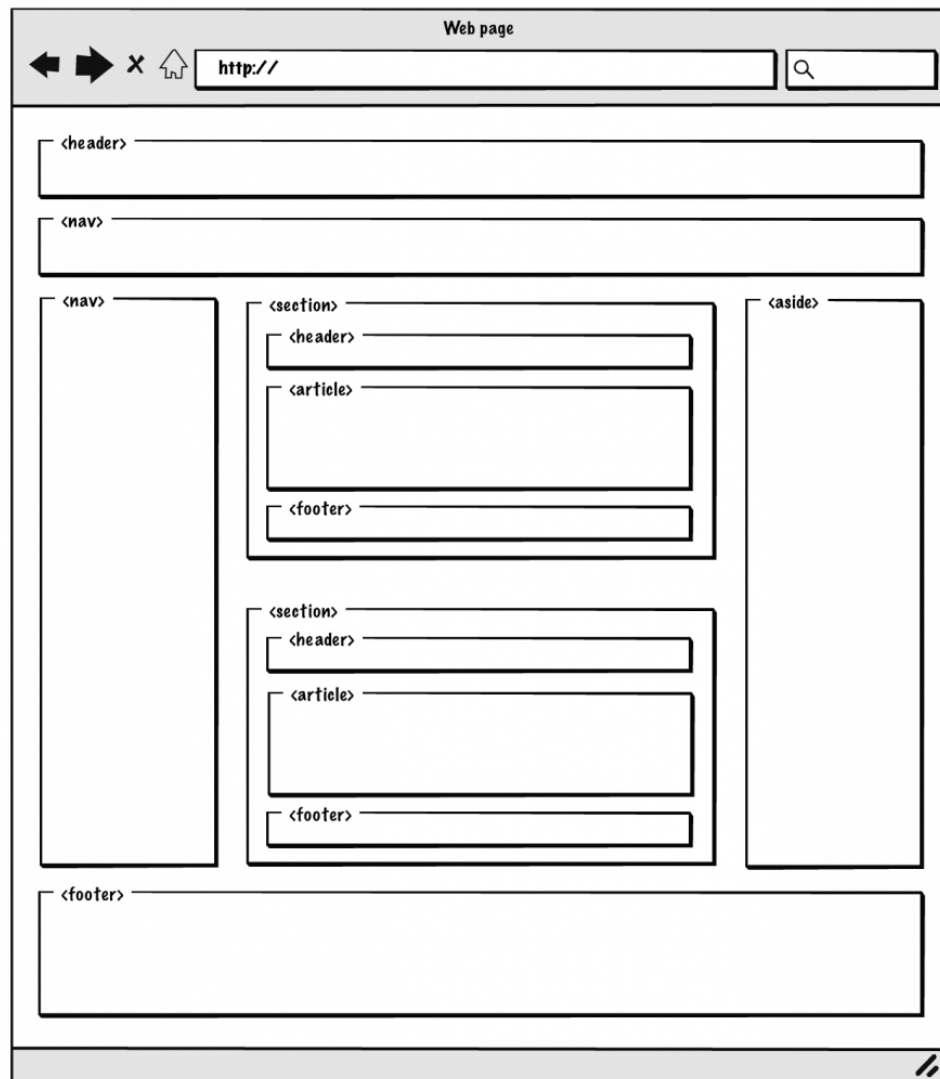 Web page
http://
<header>
<nav>
<nav>
<section>
<header>
<article>
<footer>
<section>
<header>
<article>
<footer>
<aside>
<footer>